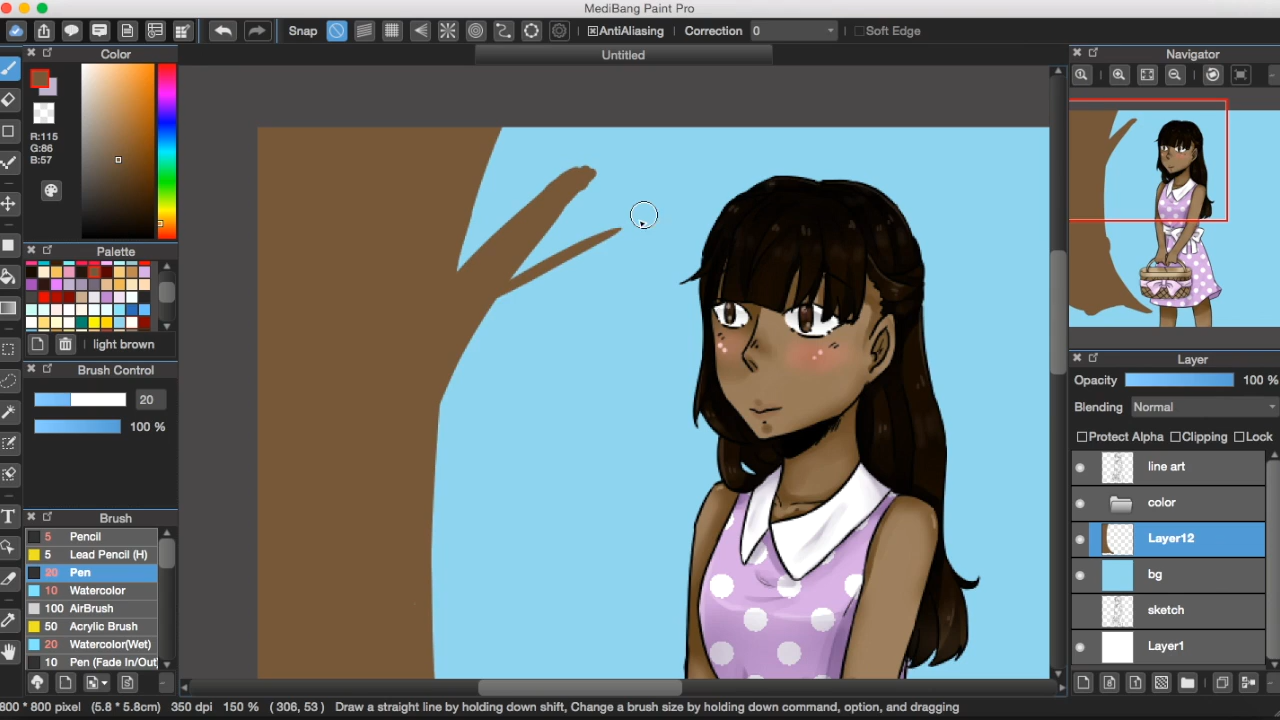 MediBang Paint Pro
Snap
AntiAliasing
Correction 0
Soft Edge
Color
Untitled
Navigator
R:115
G:86
B:57
Palette
light brown
Brush Control
20
100 %
Brush
5 Pencil
5 Lead Pencil (H)
20 Pen
10 Watercolor
100 AirBrush
50 Acrylic Brush
20 Watercolor(Wet)
10 Pen (Fade In/Out
T
Layer
Opacity 100 %
Blending Normal
Protect Alpha Clipping Lock
line art
color
Layer12
bg
sketch
Layer1
800 * 800 pixel (5.8 * 5.8cm) 350 dpi 150 % ( 306, 53 ) Draw a straight line by holding down shift, Change a brush size by holding down command, option, and dragging